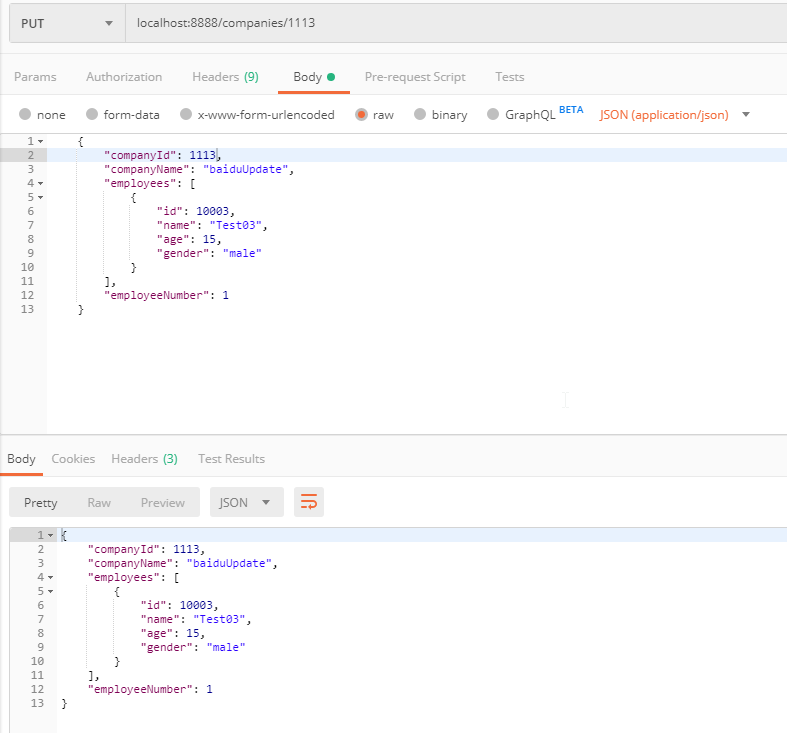 PUT localhost:8888/companies/1113
Params Authorization Headers (9) Body Pre-request Script Tests
none form-data x-www-form-urlencoded raw binary GraphQL BETA JSON (application/json)
1 {
2 "companyId": 1113,
3 "companyName": "baiduUpdate",
4 "employees": [
5 {
6 "id": 10003,
7 "name": "Test03",
8 "age": 15,
9 "gender": "male"
10 }
11 ],
12 "employeeNumber": 1
13 }
Body Cookies Headers (3) Test Results
Pretty Raw Preview JSON
1 {
2 "companyId": 1113,
3 "companyName": "baiduUpdate",
4 "employees": [
5 {
6 "id": 10003,
7 "name": "Test03",
8 "age": 15,
9 "gender": "male"
10 }
11 ],
12 "employeeNumber": 1
13 }